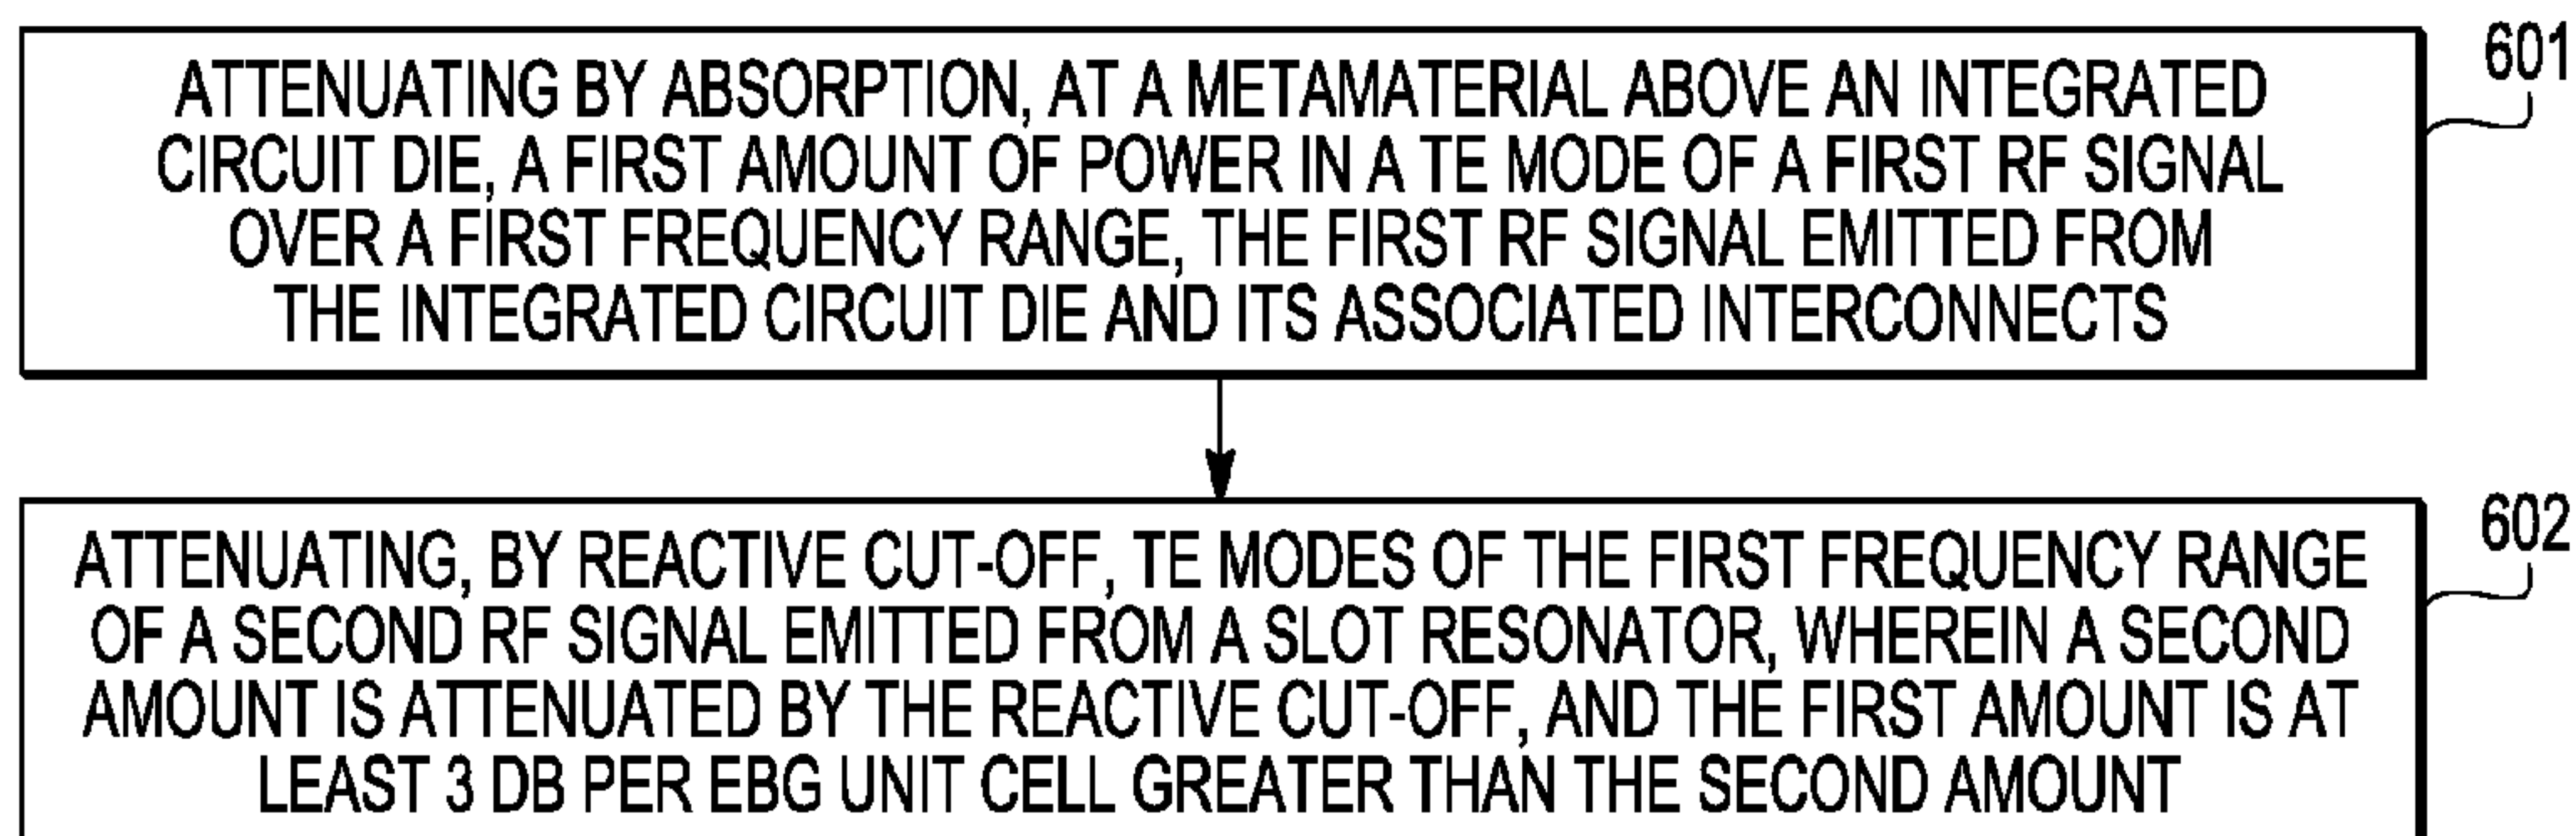 ATTENUATING BY ABSORPTION, AT A METAMATERIAL ABOVE AN INTEGRATED
CIRCUIT DIE, A FIRST AMOUNT OF POWER IN A TE MODE OF A FIRST RF SIGNAL
OVER A FIRST FREQUENCY RANGE, THE FIRST RF SIGNAL EMITTED FROM
THE INTEGRATED CIRCUIT DIE AND ITS ASSOCIATED INTERCONNECTS
601
ATTENUATING, BY REACTIVE CUT-OFF, TE MODES OF THE FIRST FREQUENCY RANGE
OF A SECOND RF SIGNAL EMITTED FROM A SLOT RESONATOR, WHEREIN A SECOND
AMOUNT IS ATTENUATED BY THE REACTIVE CUT-OFF, AND THE FIRST AMOUNT IS AT
LEAST 3 DB PER EBG UNIT CELL GREATER THAN THE SECOND AMOUNT
602